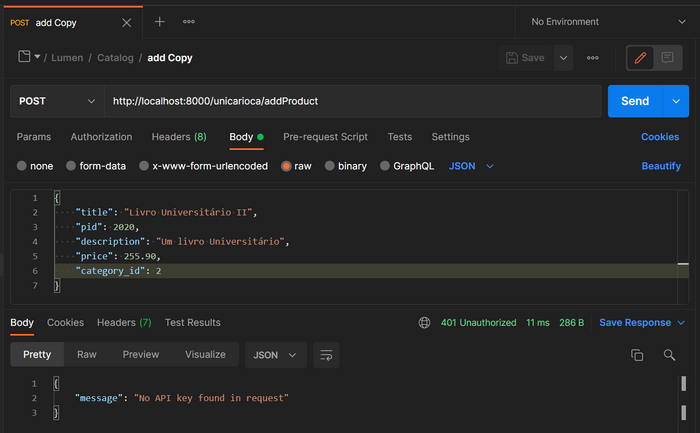 POST add Copy
No Environment
/ Lumen / Catalog / add Copy
Save
POST http://localhost:8000/unicarioca/addProduct Send
Params Authorization Headers (8) Body Pre-request Script Tests Settings Cookies
none form-data x-www-form-urlencoded raw binary GraphQL JSON Beautify
1 {
2 "title": "Livro Universitário II",
3 "pid": 2020,
4 "description": "Um livro Universitário",
5 "price": 255.90,
6 "category_id": 2
7 }
Body Cookies Headers (7) Test Results 401 Unauthorized 11 ms 286 B Save Response
Pretty Raw Preview Visualize JSON
1 {
2 "message": "No API key found in request"
3 }